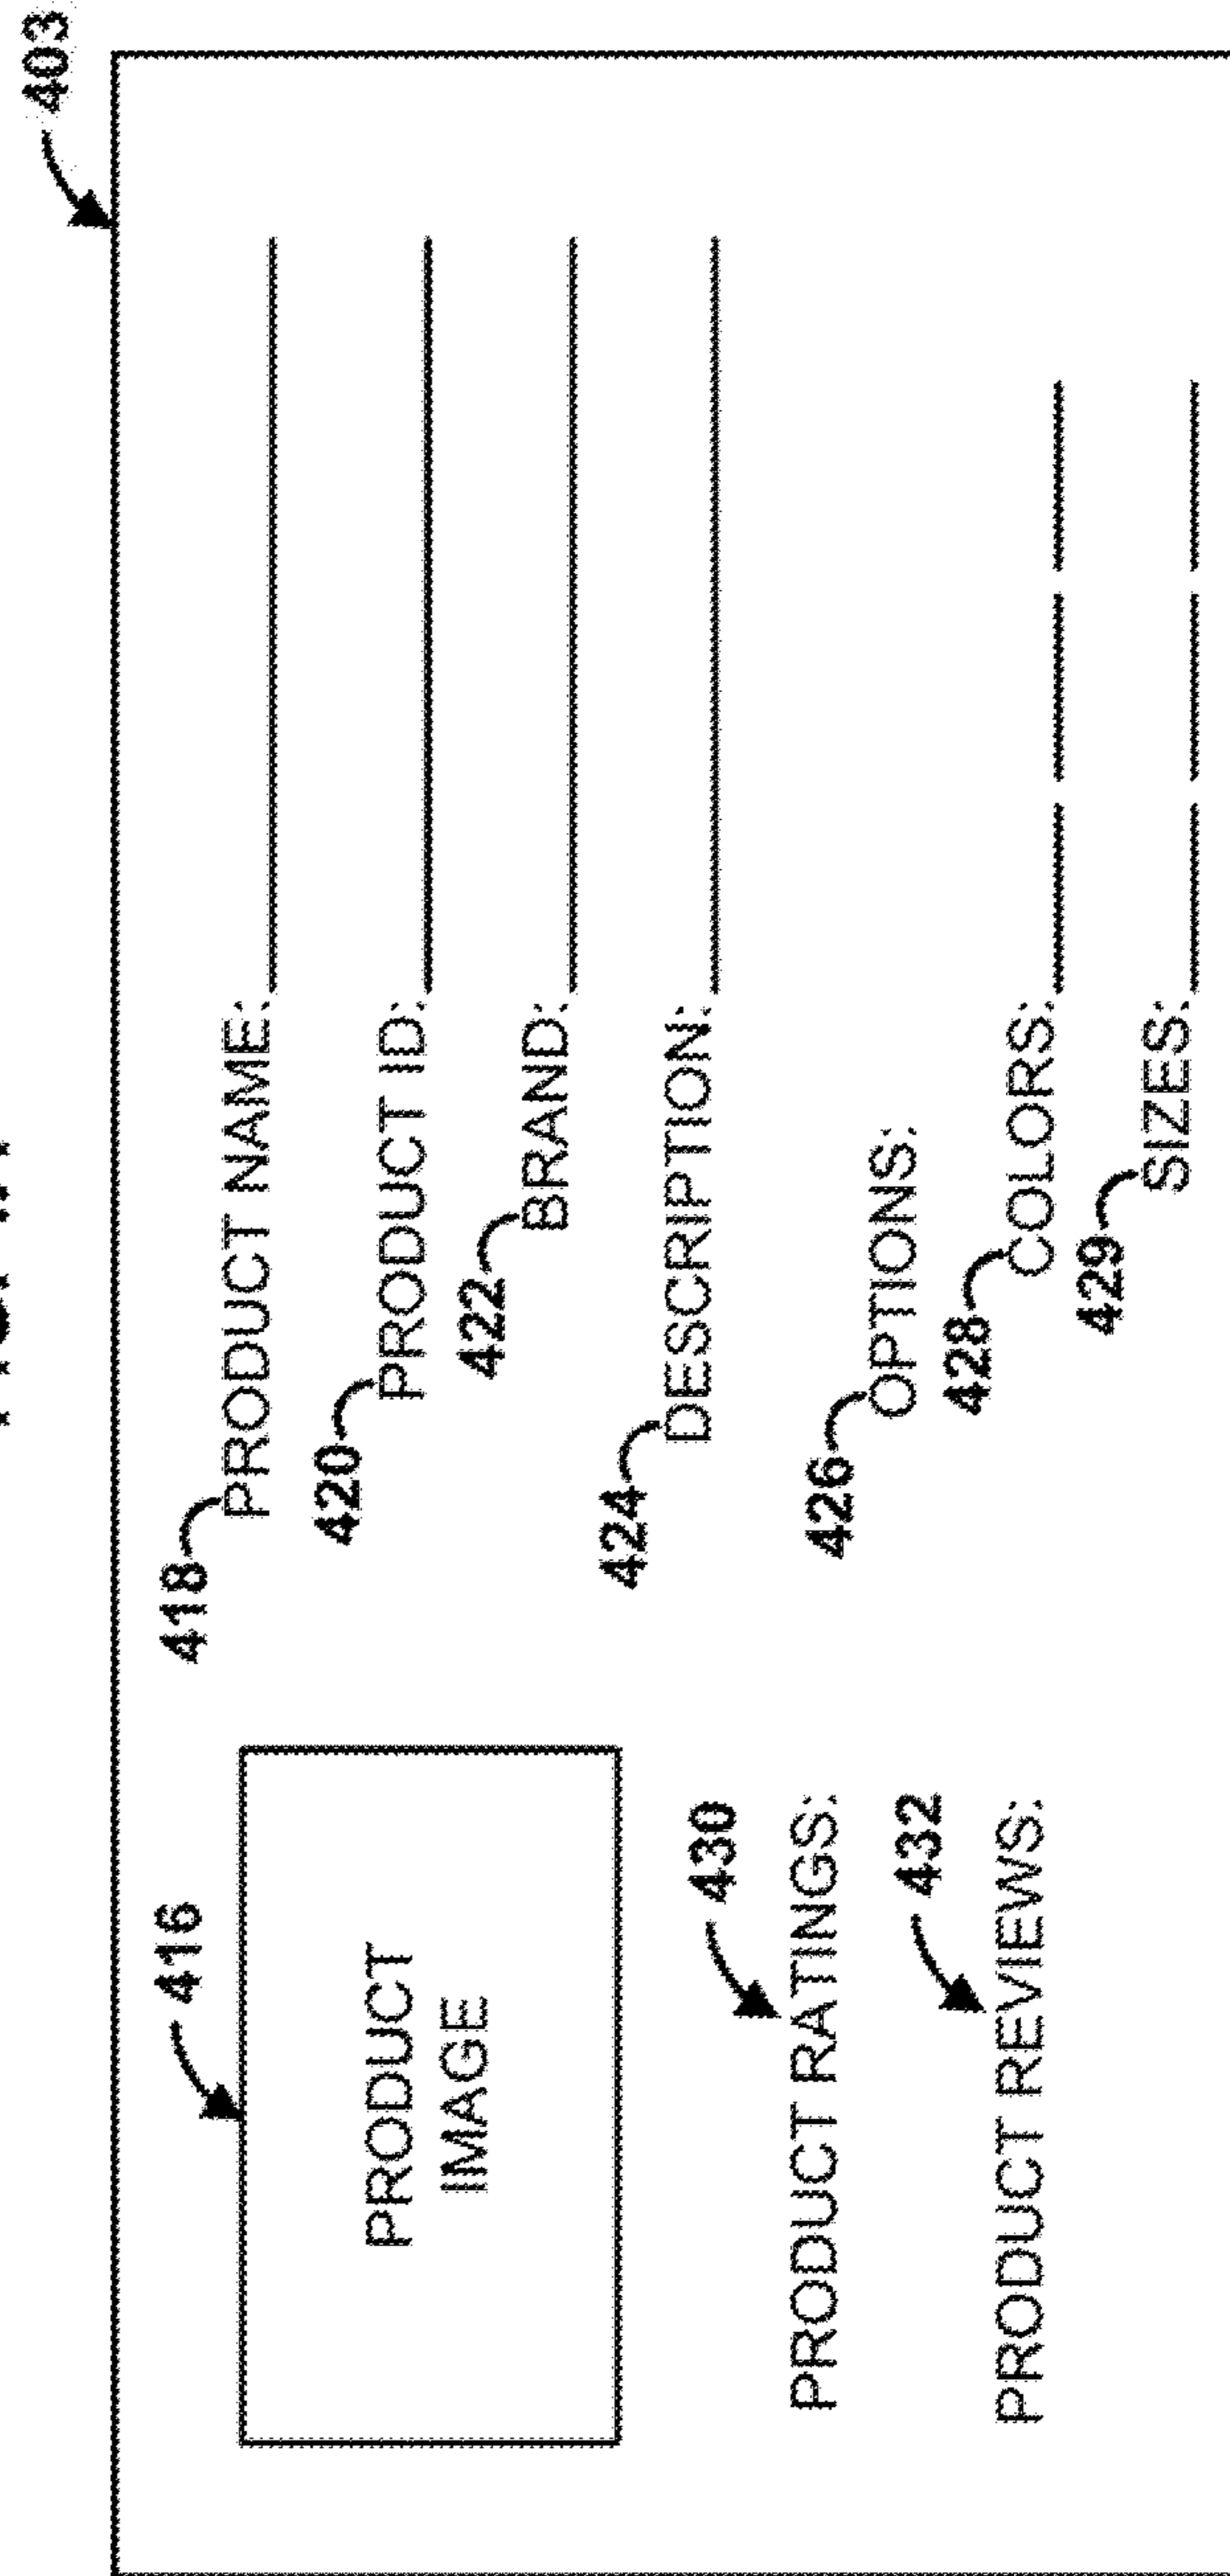 403
416
PRODUCT
IMAGE
418
PRODUCT NAME:
420
PRODUCT ID:
422
BRAND:
424
DESCRIPTION:
430
PRODUCT RATINGS:
426
OPTIONS:
432
PRODUCT REVIEWS:
428
COLORS:
429
SIZES: